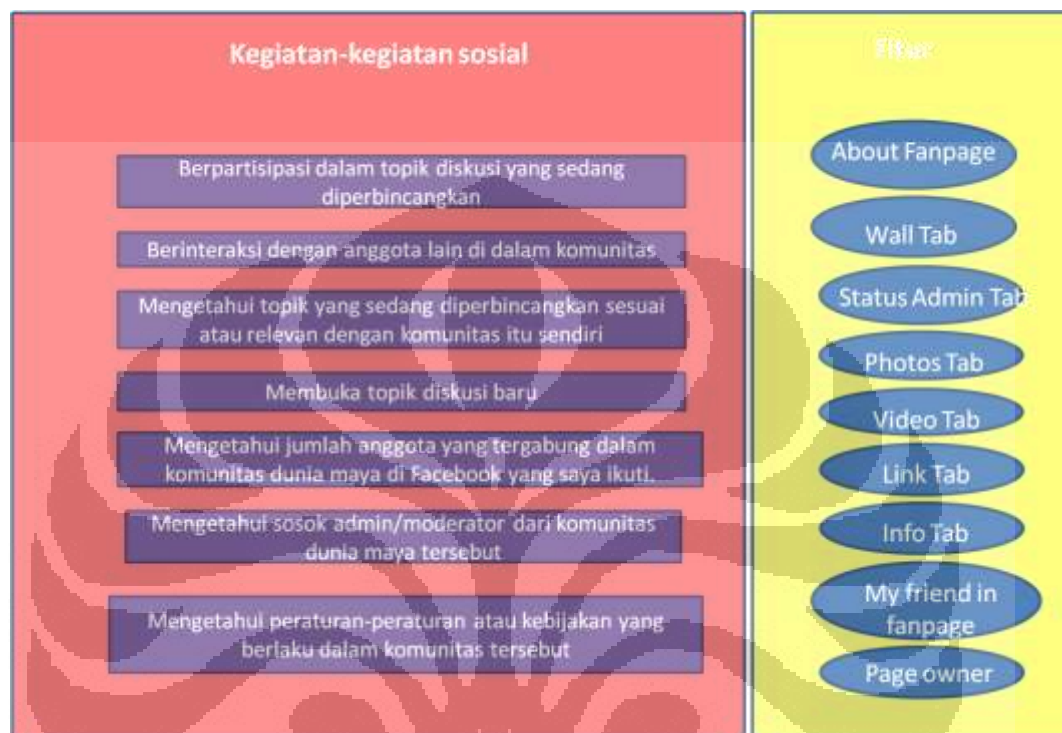 Kegiatan-kegiatan sosial
Berpartisipasi dalam topik diskusi yang sedang
diperbincangkan
Berinteraksi dengan anggota lain di dalam komunitas
Mengetahui topik yang sedang diperbincangkan sesuai
atau relevan dengan komunitas itu sendiri
Membuka topik diskusi baru
Mengetahui jumlah anggota yang tergabung dalam
komunitas dunia maya di Facebook yang saya ikuti.
Mengetahui sosok admin/moderator dari komunitas
dunia maya tersebut
Mengetahui peraturan-peraturan atau kebijakan yang
berlaku dalam komunitas tersebut
Fitur
About Fanpage
Wall Tab
Status Admin Tab
Photos Tab
Video Tab
Link Tab
Info Tab
My friend in
fanpage
Page owner